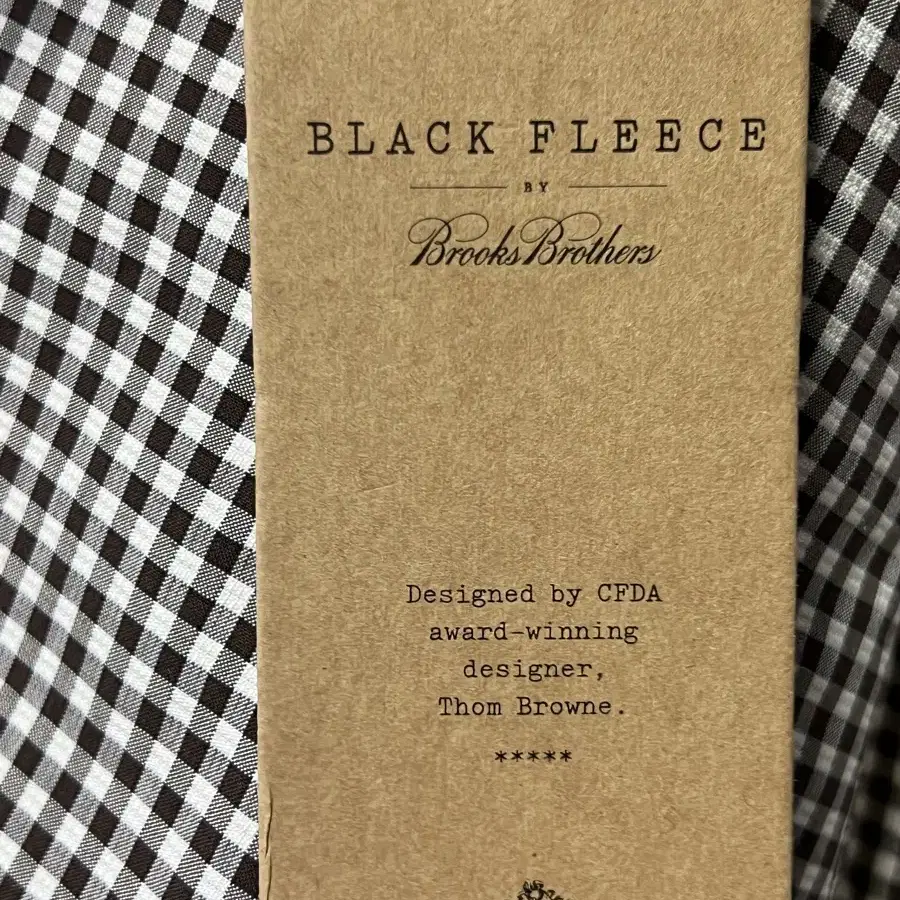 BLACK FLEECE
BY
Brooks Brothers
Designed by CFDA
award-winning
designer,
Thom Browne.
*****